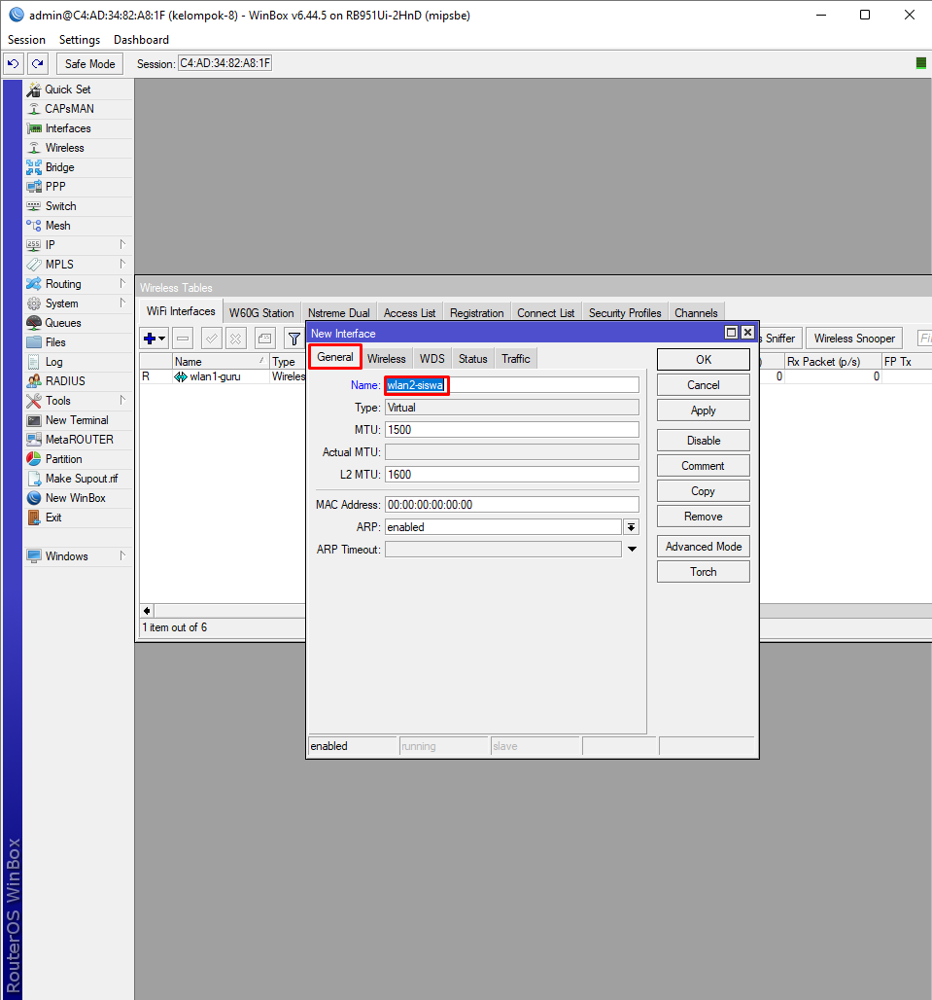 admin@C4:AD:34:82:A8:1F (kelompok-8) - WinBox v6.44.5 on RB951Ui-2HnD (mipsbe)
Session Settings Dashboard
Safe Mode Session: C4:AD:34:82:A8:1F
Quick Set
CAPsMAN
Interfaces
Wireless
Bridge
PPP
Switch
Mesh
IP
MPLS
Routing
System
Queues
Files
Log
RADIUS
Tools
New Terminal
MetaROUTER
Partition
Make Supout.rif
New WinBox
Exit
Windows
RouterOS WinBox
Wireless Tables
WiFi Interfaces W60G Station Nstreme Dual Access List Registration Connect List Security Profiles Channels
Sniffer Wireless Snooper
Name / Type Rx Packet (p/s) FP Tx
R wlan1-guru 0 0
1 item out of 6
New Interface
General Wireless WDS Status Traffic
Name: wlan2-siswa
Type: Virtual
MTU: 1500
Actual MTU:
L2 MTU: 1600
MAC Address: 00:00:00:00:00:00
ARP: enabled
ARP Timeout:
OK
Cancel
Apply
Disable
Comment
Copy
Remove
Advanced Mode
Torch
enabled running slave